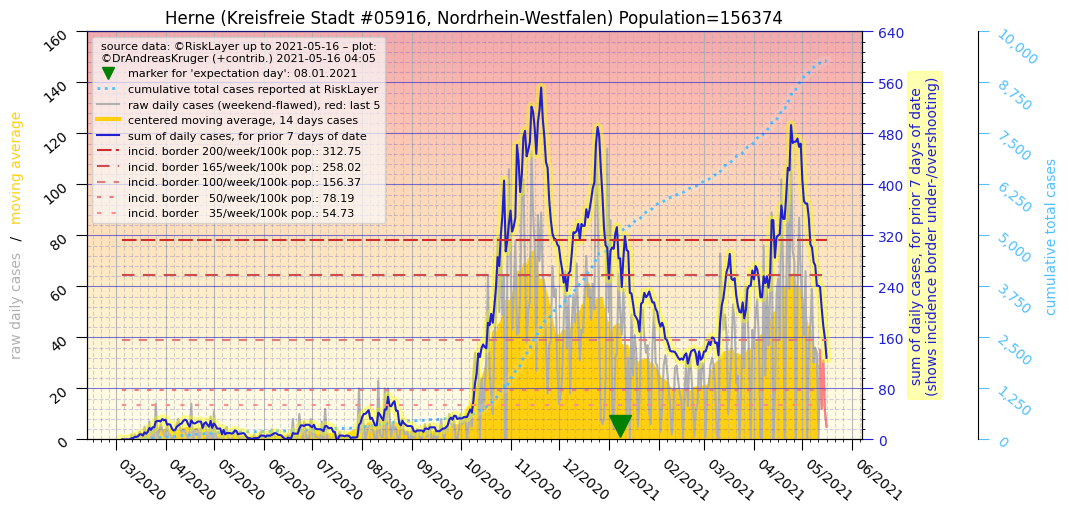 Herne (Kreisfreie Stadt #05916, Nordrhein-Westfalen) Population=156374
source data: ©RiskLayer up to 2021-05-16 – plot:
©DrAndreasKruger (+contrib.) 2021-05-16 04:05
marker for 'expectation day': 08.01.2021
cumulative total cases reported at RiskLayer
raw daily cases (weekend-flawed), red: last 5
centered moving average, 14 days cases
sum of daily cases, for prior 7 days of date
incid. border 200/week/100k pop.: 312.75
incid. border 165/week/100k pop.: 258.02
incid. border 100/week/100k pop.: 156.37
incid. border   50/week/100k pop.: 78.19
incid. border   35/week/100k pop.: 54.73
raw daily cases   /   moving average
160
140
120
100
80
60
40
20
0
640
560
480
400
320
240
160
80
0
sum of daily cases, for prior 7 days of date
(shows incidence border under-/overshooting)
10,000
8,750
7,500
6,250
5,000
3,750
2,500
1,250
0
cumulative total cases
03/2020
04/2020
05/2020
06/2020
07/2020
08/2020
09/2020
10/2020
11/2020
12/2020
01/2021
02/2021
03/2021
04/2021
05/2021
06/2021